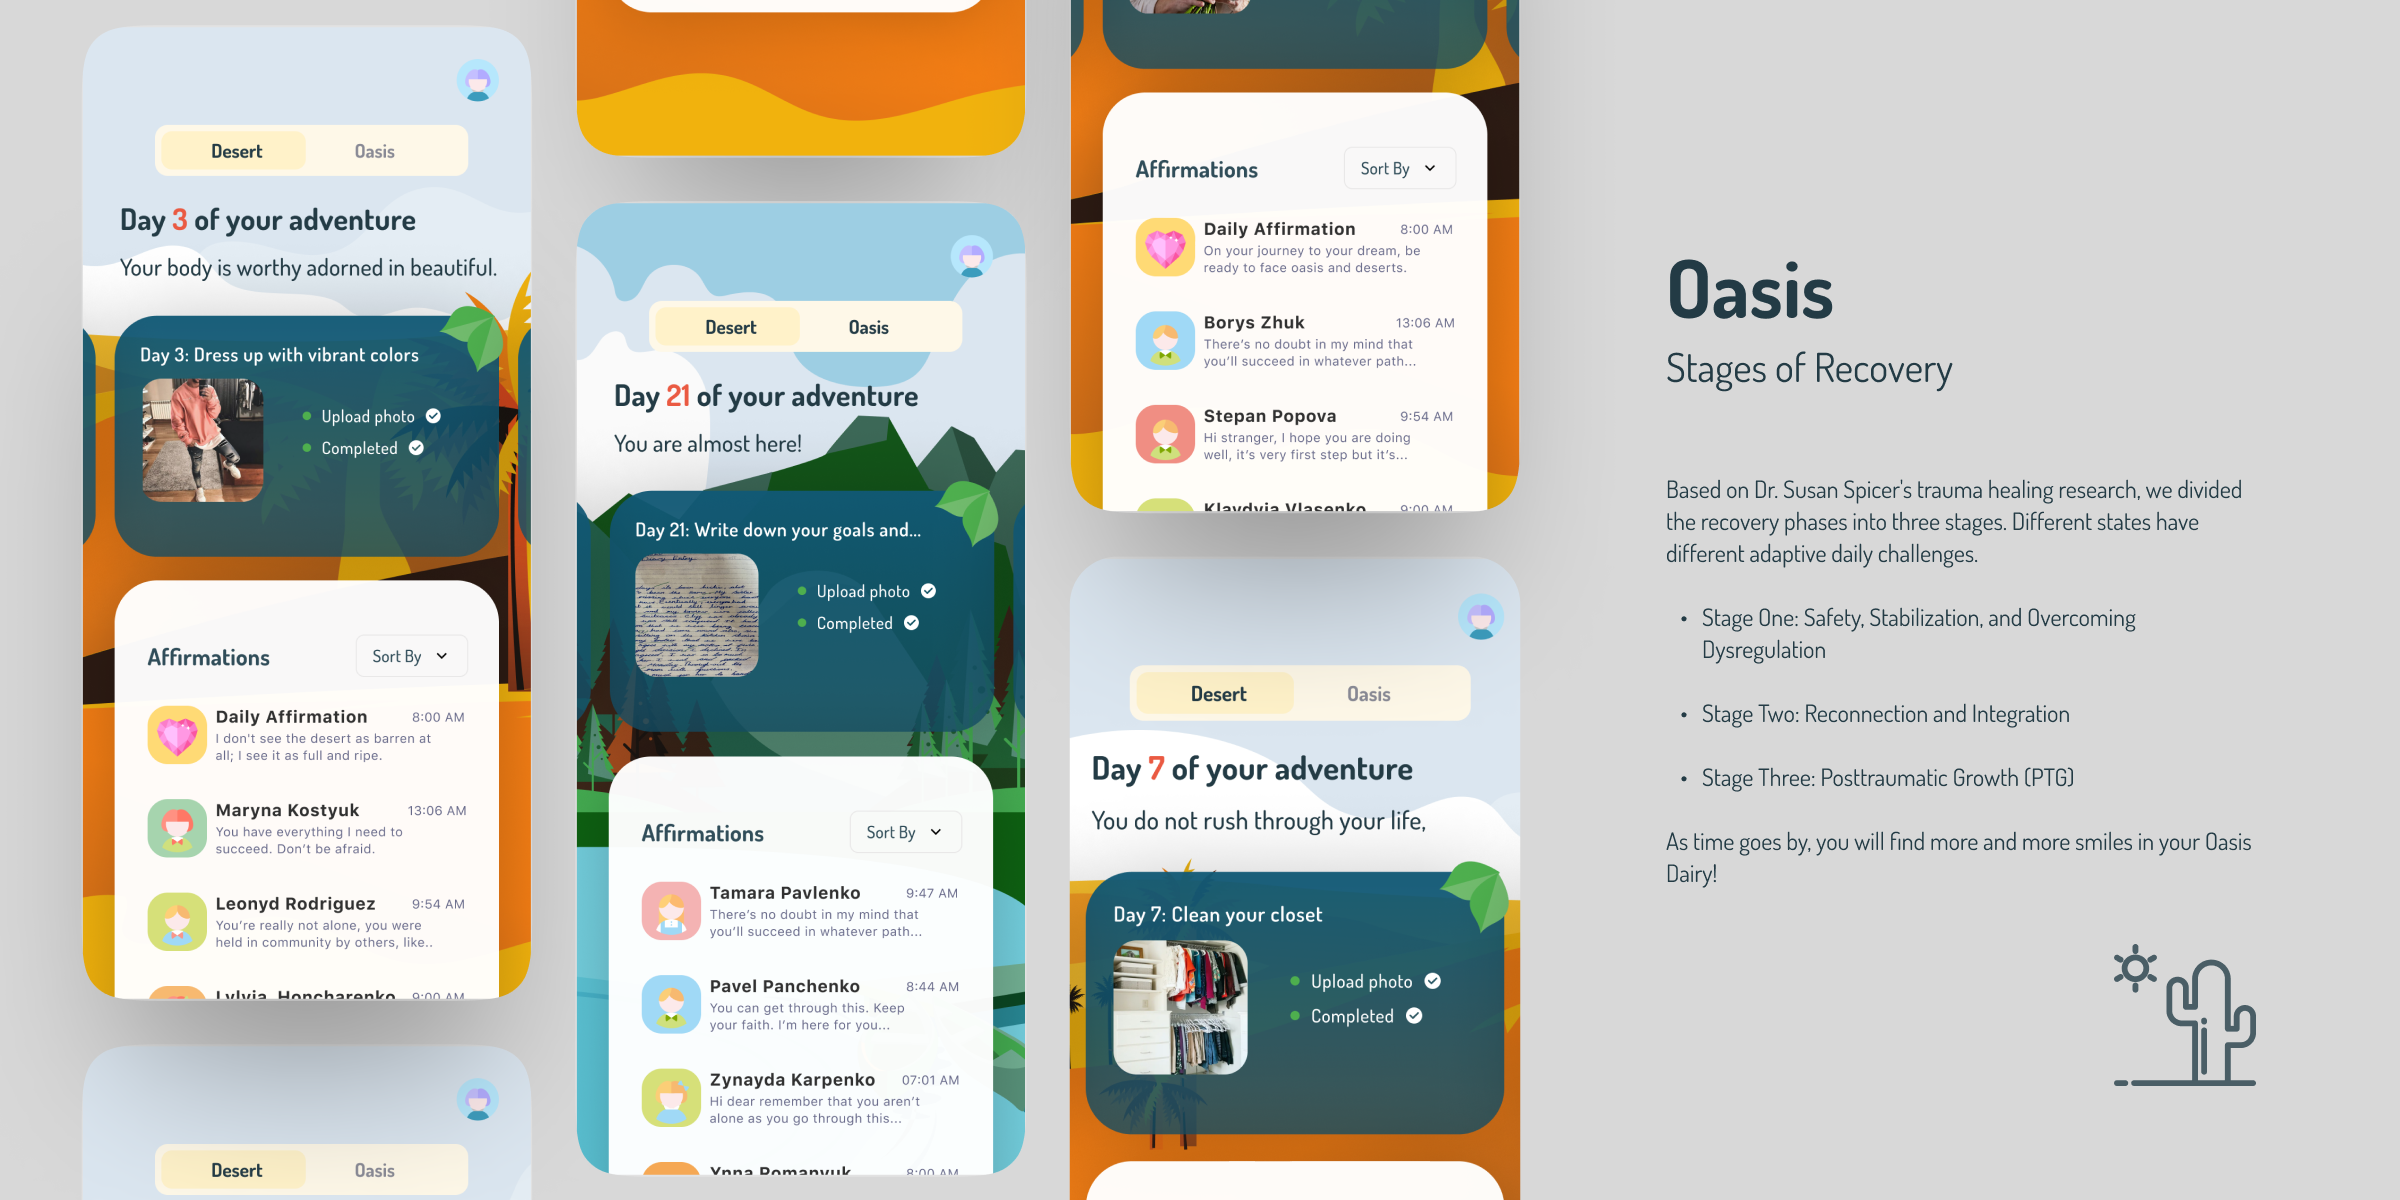 Desert
Oasis
Day 3 of your adventure
Your body is worthy adorned in beautiful.
Day 3: Dress up with vibrant colors
Upload photo
Completed
Affirmations
Sort By
Daily Affirmation
8:00 AM
I don't see the desert as barren at
all; I see it as full and ripe.
Maryna Kostyuk
13:06 AM
You have everything I need to
succeed. Don't be afraid.
Leonyd Rodriguez
9:54 AM
You're really not alone, you were
held in community by others, like..
Lylvia Honcharenko
9:00 AM
Desert
Oasis
Desert
Oasis
Day 21 of your adventure
You are almost here!
Day 21: Write down your goals and...
Upload photo
Completed
Affirmations
Sort By
Tamara Pavlenko
9:47 AM
There's no doubt in my mind that
you'll succeed in whatever path...
Pavel Panchenko
8:44 AM
You can get through this. Keep
your faith. I'm here for you...
Zynayda Karpenko
07:01 AM
Hi dear remember that you aren't
alone as you go through this...
Ynna Romanyuk
8:00 AM
Affirmations
Sort By
Daily Affirmation
8:00 AM
On your journey to your dream, be
ready to face oasis and deserts.
Borys Zhuk
13:06 AM
There's no doubt in my mind that
you'll succeed in whatever path...
Stepan Popova
9:54 AM
Hi stranger, I hope you are doing
well, it's very first step but it's...
Klavdyia Vlasenko
9:00 AM
Desert
Oasis
Day 7 of your adventure
You do not rush through your life,
Day 7: Clean your closet
Upload photo
Completed
Oasis
Stages of Recovery
Based on Dr. Susan Spicer's trauma healing research, we divided
the recovery phases into three stages. Different states have
different adaptive daily challenges.
• Stage One: Safety, Stabilization, and Overcoming
Dysregulation
• Stage Two: Reconnection and Integration
• Stage Three: Posttraumatic Growth (PTG)
As time goes by, you will find more and more smiles in your Oasis
Dairy!